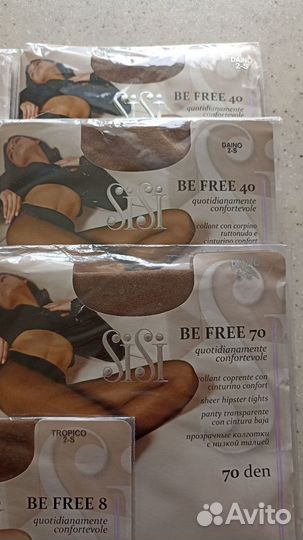 DAINO
2-S
BE FREE 40
quotidianamente
confortevole
SiSi
DAINO
2-S
BE FREE 40
quotidianamente
confortevole
SiSi
collant con corpino
tuttonudo e
cinturino confort
DAINO
2-S
BE FREE 70
quotidianamente
confortevole
SiSi
collant coprente con
cinturino confort
sheer hipster tights
panty transparente
con cintura baja
прозрачные колготки
с низкой талией
70 den
TROPICO
2-S
BE FREE 8
quotidianamente
confortevole
Avito